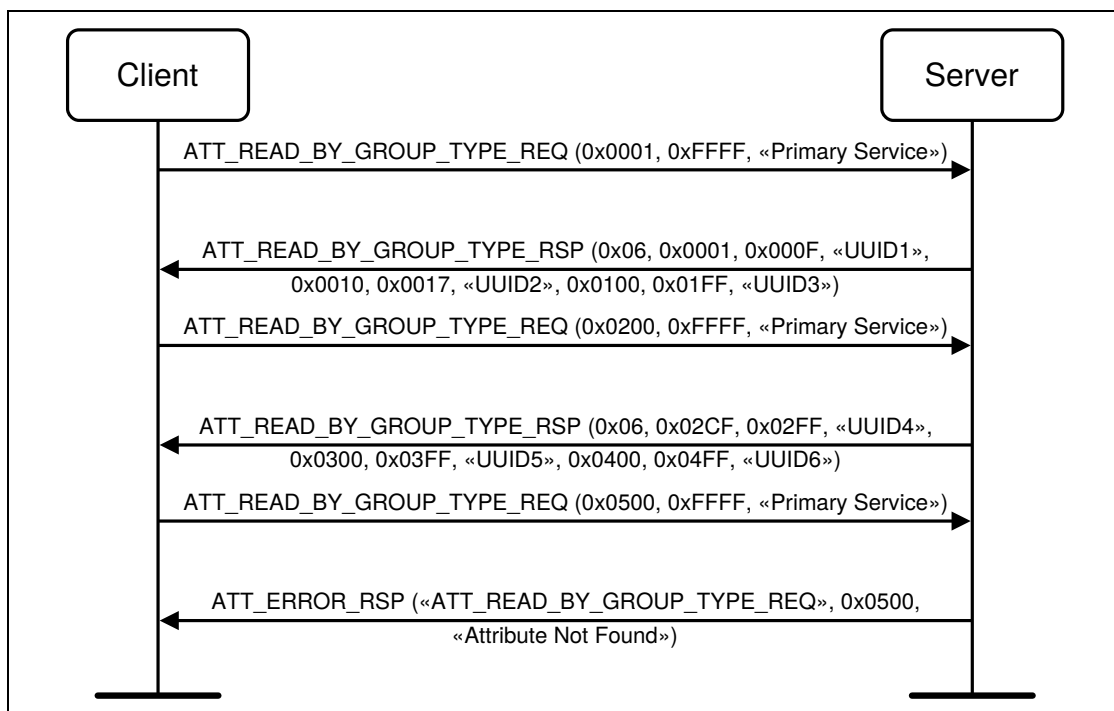 Client
Server
ATT_READ_BY_GROUP_TYPE_REQ (0x0001, 0xFFFF, «Primary Service»)
ATT_READ_BY_GROUP_TYPE_RSP (0x06, 0x0001, 0x000F, «UUID1»,
0x0010, 0x0017, «UUID2», 0x0100, 0x01FF, «UUID3»)
ATT_READ_BY_GROUP_TYPE_REQ (0x0200, 0xFFFF, «Primary Service»)
ATT_READ_BY_GROUP_TYPE_RSP (0x06, 0x02CF, 0x02FF, «UUID4»,
0x0300, 0x03FF, «UUID5», 0x0400, 0x04FF, «UUID6»)
ATT_READ_BY_GROUP_TYPE_REQ (0x0500, 0xFFFF, «Primary Service»)
ATT_ERROR_RSP («ATT_READ_BY_GROUP_TYPE_REQ», 0x0500,
«Attribute Not Found»)